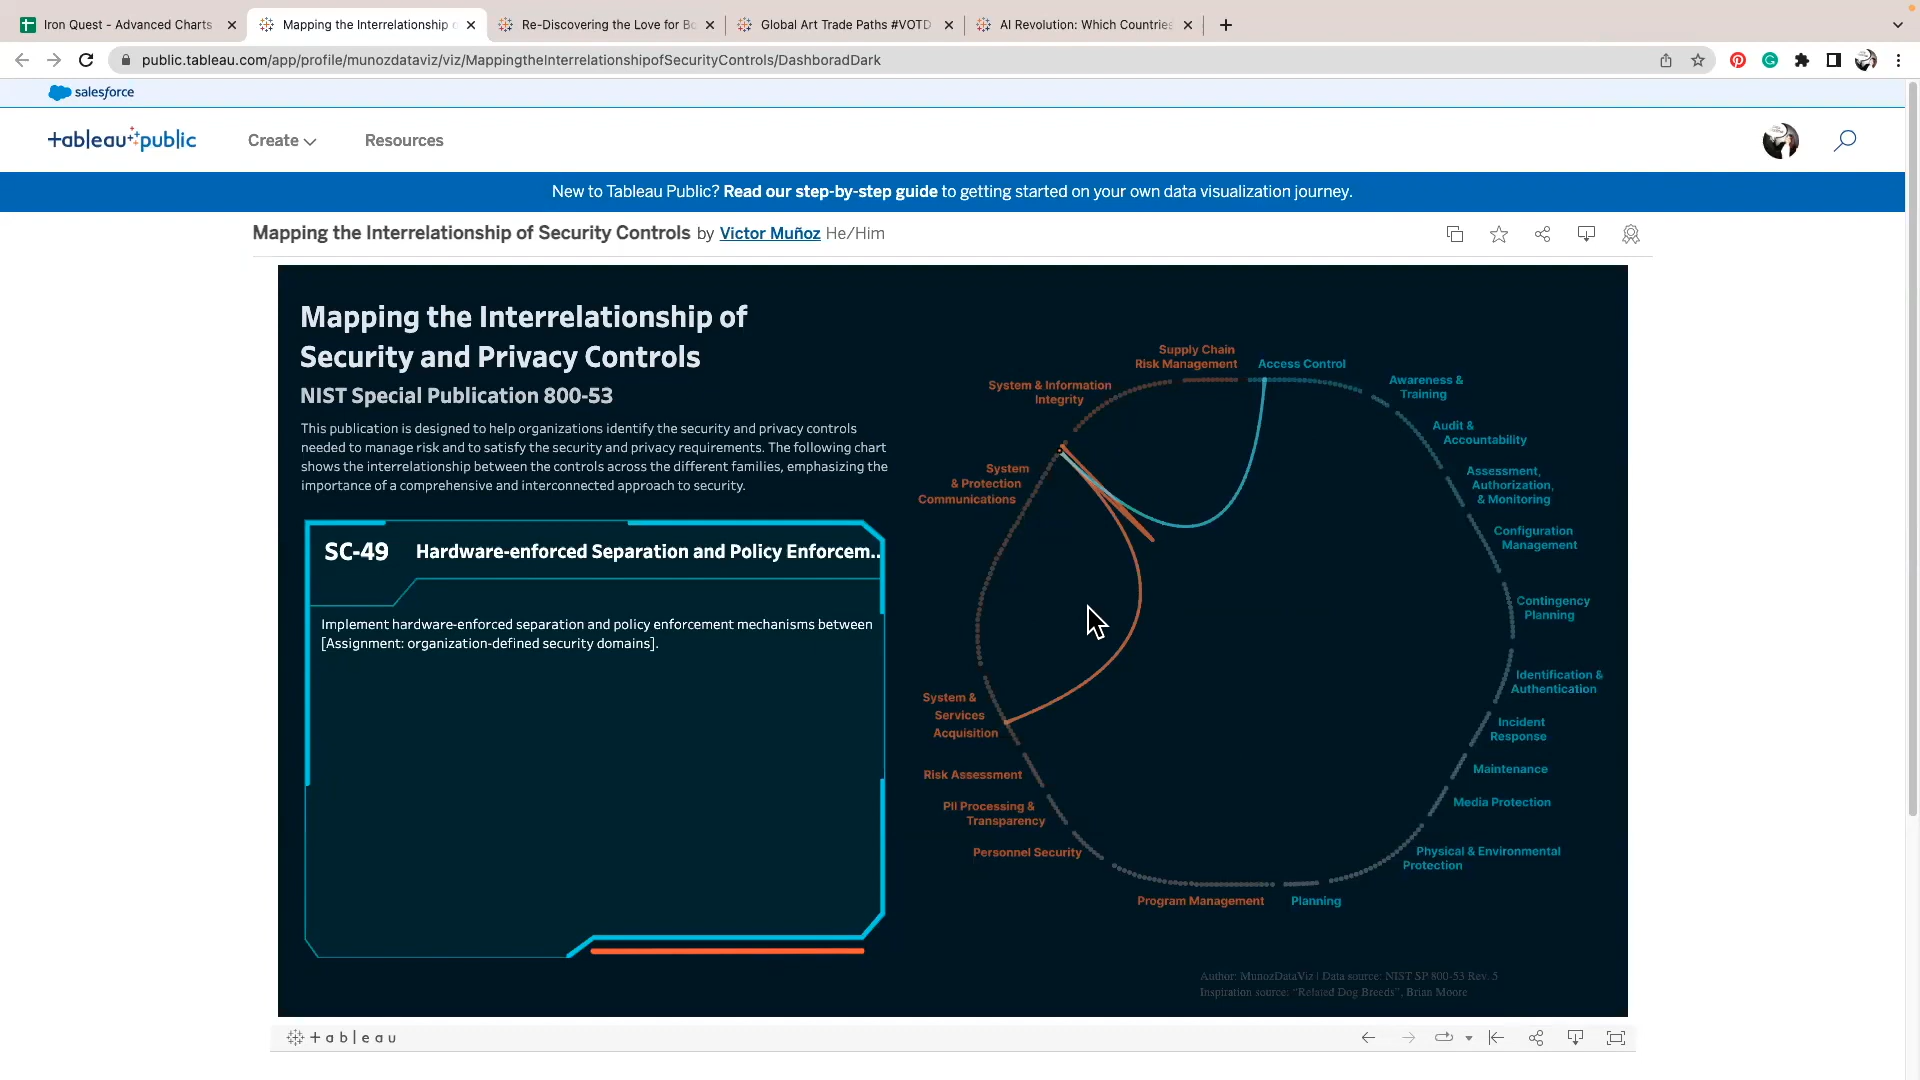 Iron Quest - Advanced Charts
Mapping the Interrelationship o
Re-Discovering the Love for Bo
Global Art Trade Paths #VOTD
AI Revolution: Which Countries
public.tableau.com/app/profile/munozdataviz/viz/MappingtheInterrelationshipofSecurityControls/DashboradDark
salesforce
tableau public
Create
Resources
New to Tableau Public? Read our step-by-step guide to getting started on your own data visualization journey.
Mapping the Interrelationship of Security Controls by Victor Muñoz He/Him
Mapping the Interrelationship of
Security and Privacy Controls
NIST Special Publication 800-53
This publication is designed to help organizations identify the security and privacy controls
needed to manage risk and to satisfy the security and privacy requirements. The following chart
shows the interrelationship between the controls across the different families, emphasizing the
importance of a comprehensive and interconnected approach to security.
SC-49 Hardware-enforced Separation and Policy Enforcem..
Implement hardware-enforced separation and policy enforcement mechanisms between
[Assignment: organization-defined security domains].
Supply Chain
Risk Management
Access Control
System & Information
Integrity
Awareness &
Training
Audit &
Accountability
System
& Protection
Communications
Assessment,
Authorization,
& Monitoring
Configuration
Management
Contingency
Planning
Identification &
Authentication
System &
Services
Acquisition
Incident
Response
Risk Assessment
Maintenance
PII Processing &
Transparency
Media Protection
Personnel Security
Physical & Environmental
Protection
Program Management
Planning
Author: MunozDataViz | Data source: NIST SP 800-53 Rev. 5
Inspiration source: “Related Dog Breeds”, Brian Moore
tableau